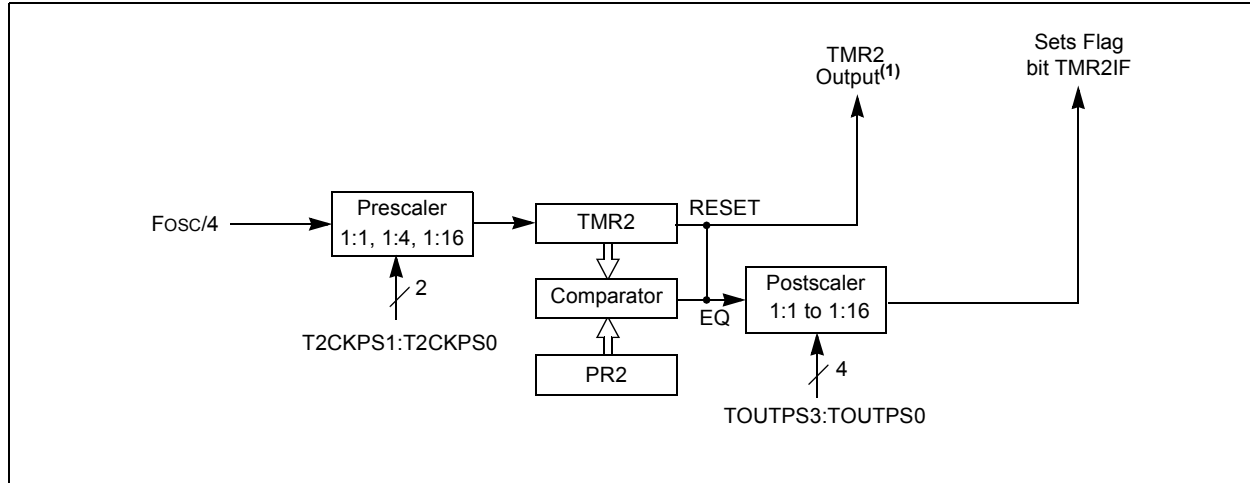 TMR2
Output(1)
Sets Flag
bit TMR2IF
FOSC/4
Prescaler
1:1, 1:4, 1:16
2
T2CKPS1:T2CKPS0
TMR2
RESET
Comparator
EQ
PR2
Postscaler
1:1 to 1:16
4
TOUTPS3:TOUTPS0